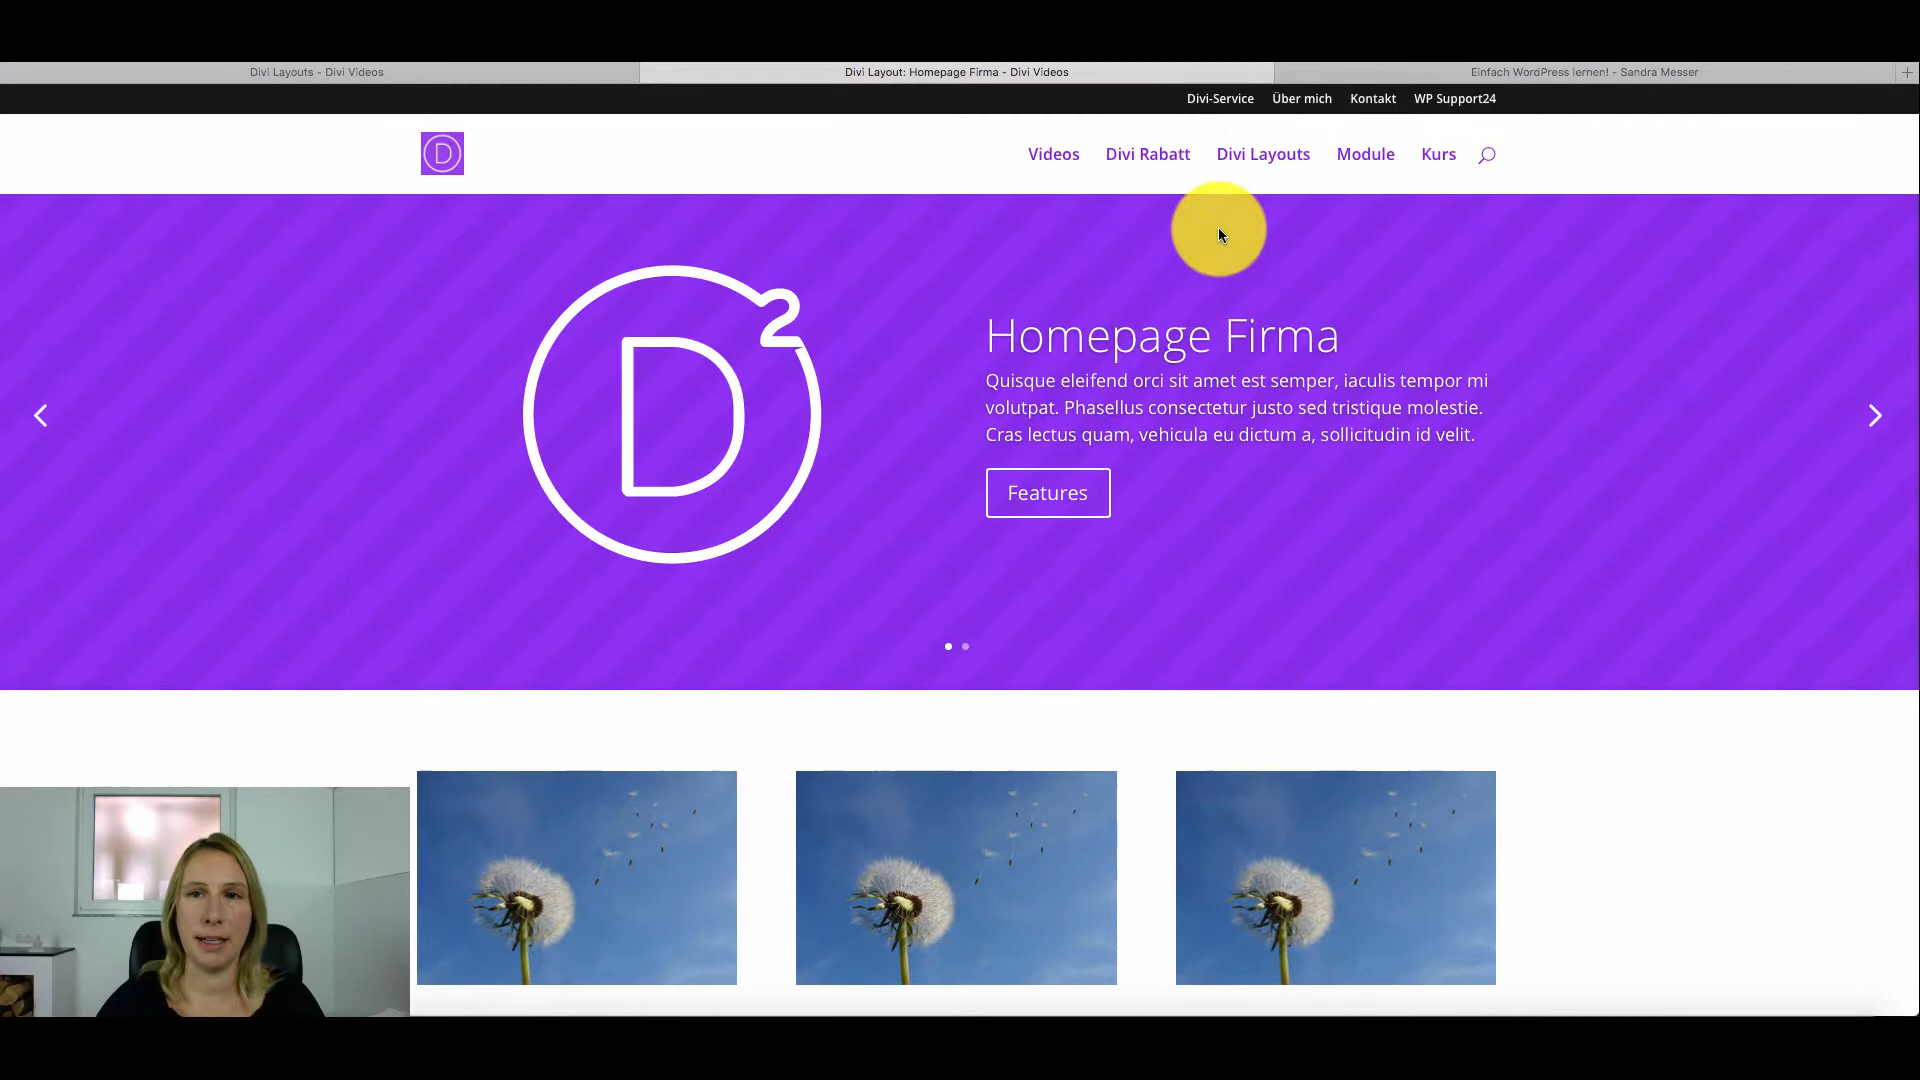 Divi Layouts - Divi Videos
Divi Layout: Homepage Firma - Divi Videos
Einfach WordPress lernen! - Sandra Messer
Divi-Service Über mich Kontakt WP Support24
D
Videos Divi Rabatt Divi Layouts Module Kurs
D2
Homepage Firma
Quisque eleifend orci sit amet est semper, iaculis tempor mi
volutpat. Phasellus consectetur justo sed tristique molestie.
Cras lectus quam, vehicula eu dictum a, sollicitudin id velit.
Features